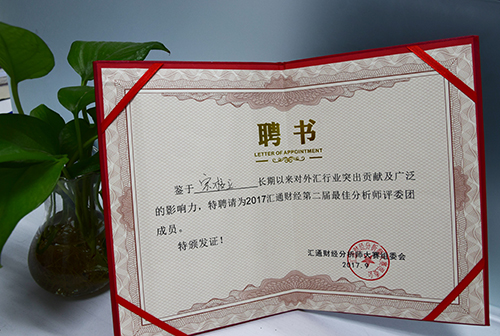 聘书
LETTER OF APPOINTMENT
鉴于 长期以来对外汇行业突出贡献及广泛
的影响力，特聘请为2017汇通财经第二届最佳分析师评委团
成员。
特颁发证！
汇通财经分析师大赛组委会
2017.9